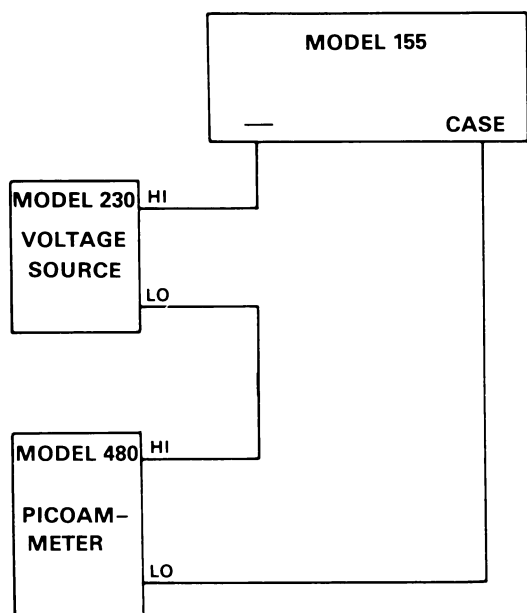 MODEL 155
—
CASE
MODEL 230
HI
VOLTAGE
SOURCE
LO
MODEL 480
HI
PICOAM–
METER
LO